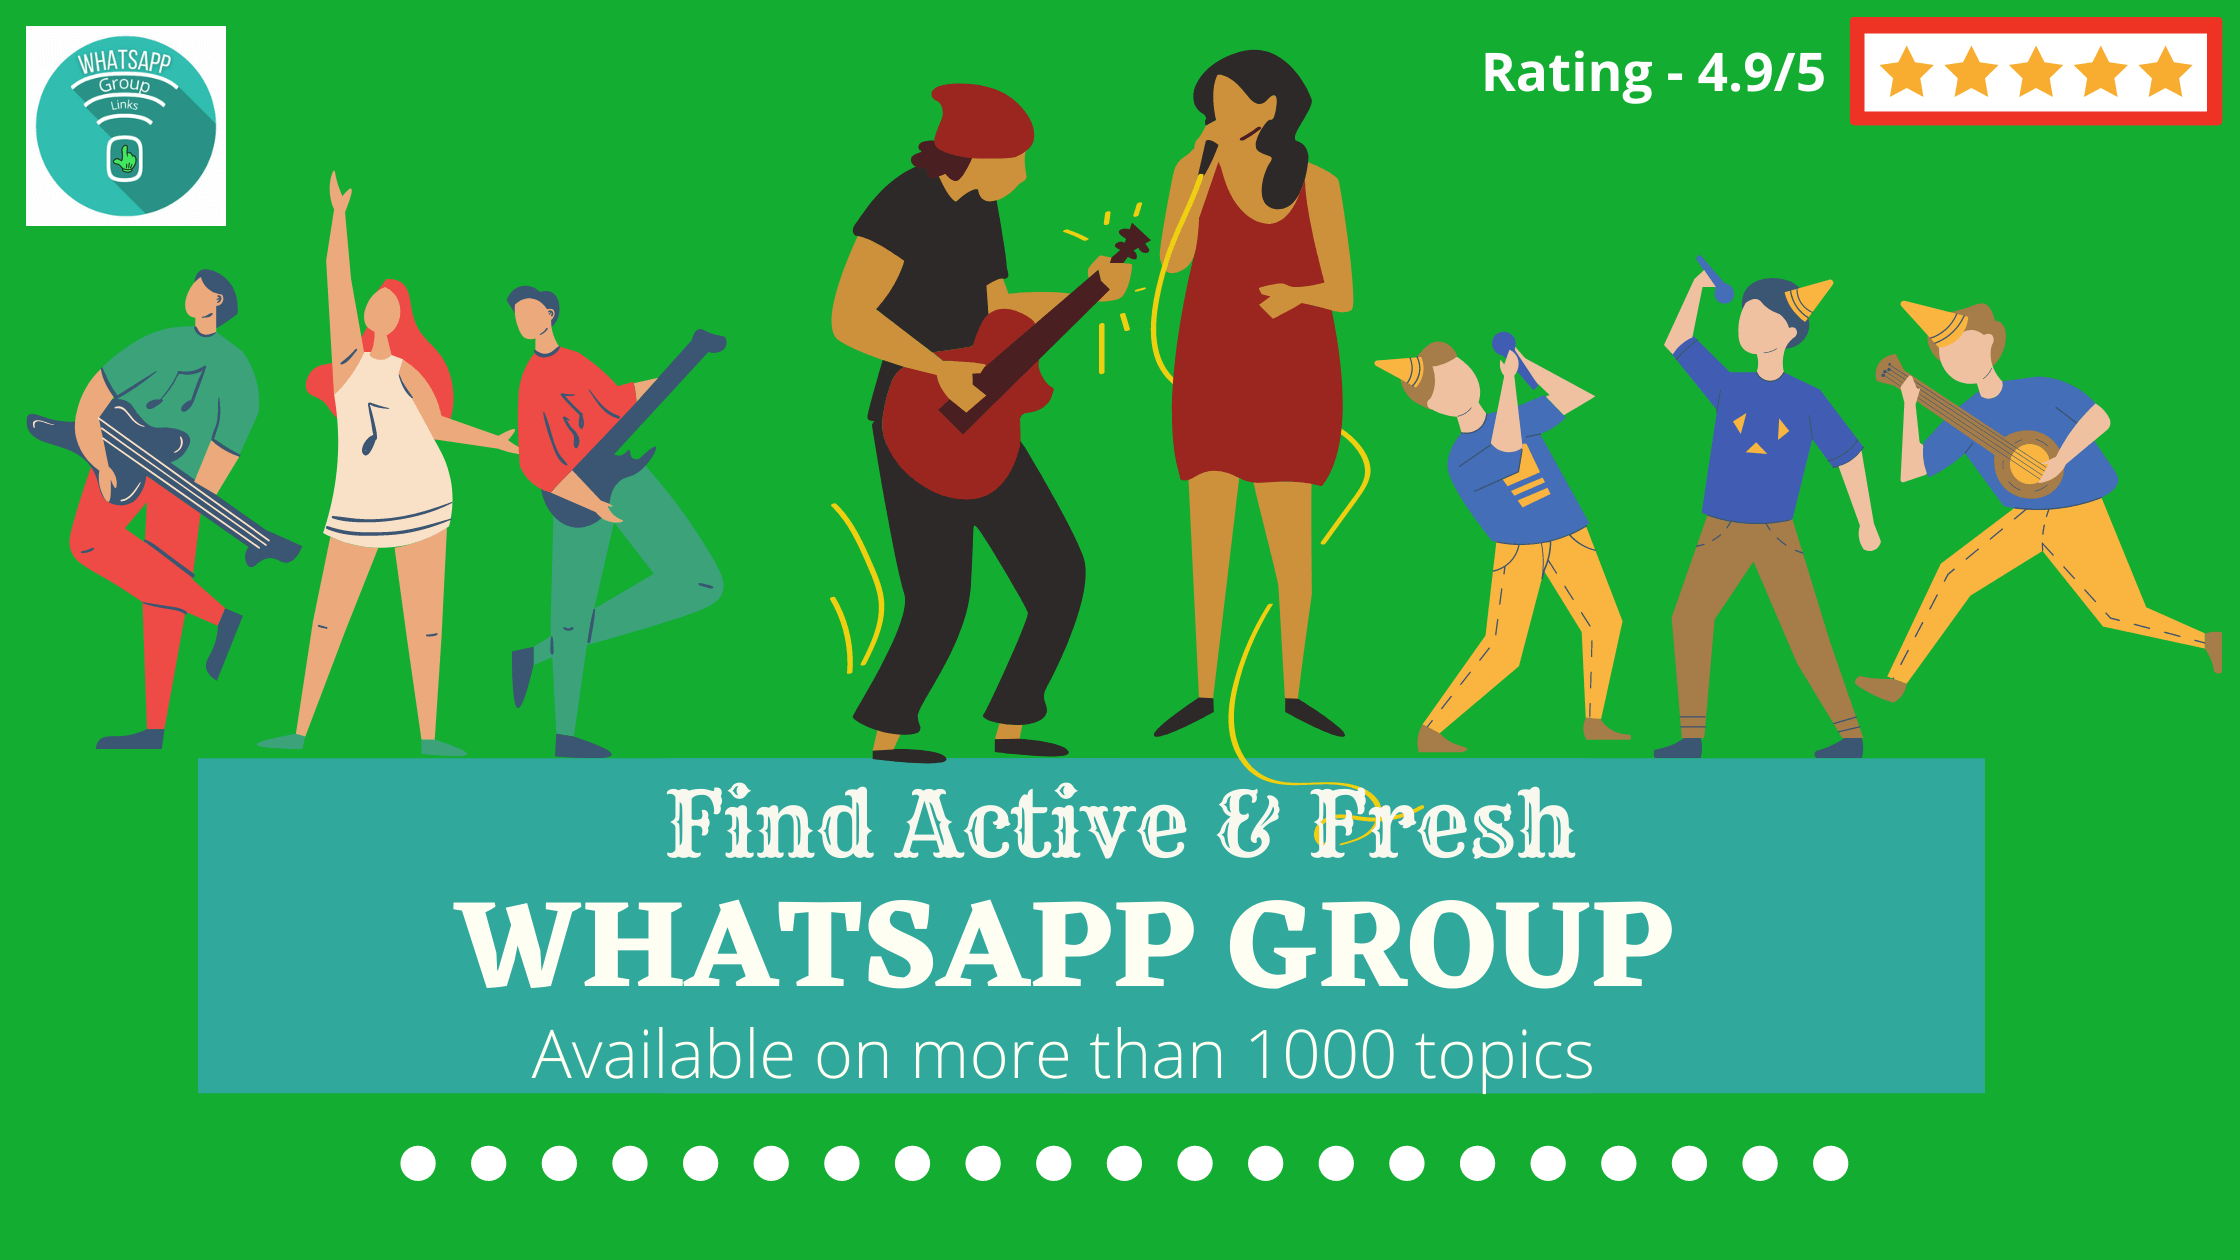 WHATSAPP
Group
Links
Rating - 4.9/5
Find Active & Fresh
WHATSAPP GROUP
Available on more than 1000 topics